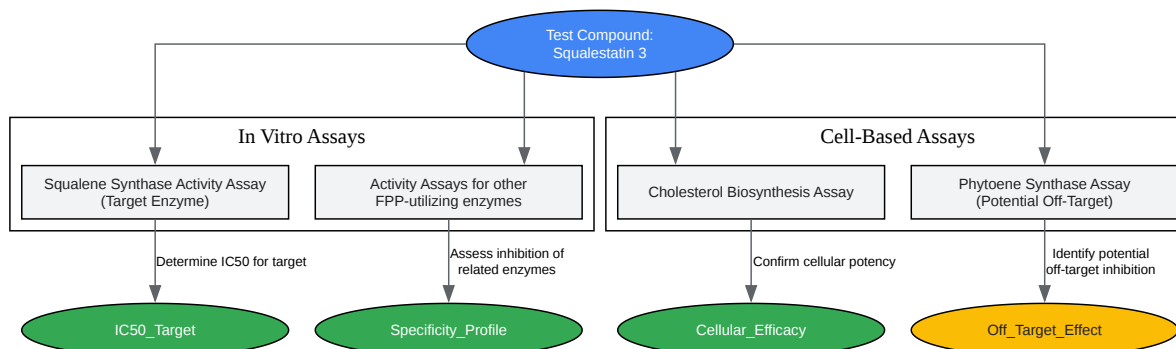 Test Compound:
Squalestatin 3
In Vitro Assays
Cell-Based Assays
Squalene Synthase Activity Assay
(Target Enzyme)
Activity Assays for other
FPP-utilizing enzymes
Cholesterol Biosynthesis Assay
Phytoene Synthase Assay
(Potential Off-Target)
Determine IC50 for target
Assess inhibition of
related enzymes
Confirm cellular potency
Identify potential
off-target inhibition
IC50_Target
Specificity_Profile
Cellular_Efficacy
Off_Target_Effect